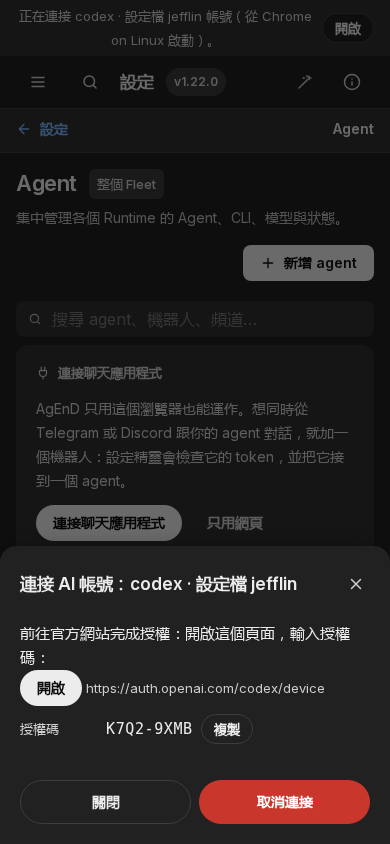 正在連接 codex · 設定檔 jefflin 帳號（從 Chrome
on Linux 啟動）。
開啟
設定
v1.22.0
設定
Agent
Agent
整個 Fleet
集中管理各個 Runtime 的 Agent、CLI、模型與狀態。
新增 agent
搜尋 agent、機器人、頻道…
連接聊天應用程式
AgEnD 只用這個瀏覽器也能運作。想同時從
Telegram 或 Discord 跟你的 agent 對話，就加一
個機器人：設定精靈會檢查它的 token，並把它接
到一個 agent。
連接聊天應用程式
只用網頁
連接 AI 帳號：codex · 設定檔 jefflin
前往官方網站完成授權：開啟這個頁面，輸入授權
碼：
開啟 https://auth.openai.com/codex/device
授權碼 K7Q2-9XMB 複製
關閉
取消連接